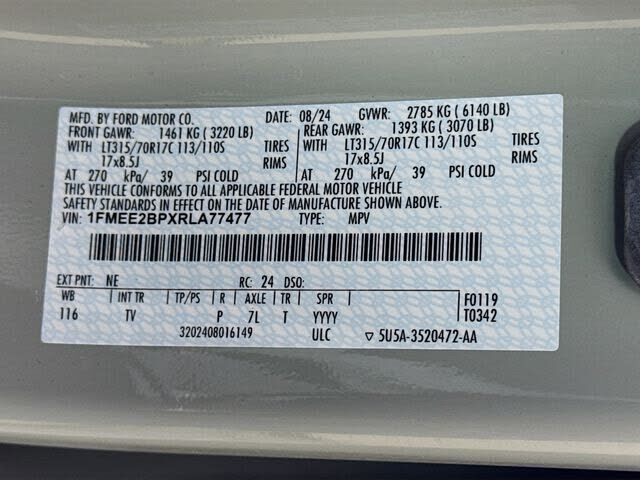 MFD. BY FORD MOTOR CO. DATE: 08/24 GVWR: 2785 KG ( 6140 LB)
FRONT GAWR: 1461 KG ( 3220 LB) REAR GAWR: 1393 KG ( 3070 LB)
WITH LT315/70R17C 113/110S TIRES WITH LT315/70R17C 113/110S TIRES
17x8.5J RIMS 17x8.5J RIMS
AT 270 kPa/ 39 PSI COLD AT 270 kPa/ 39 PSI COLD
THIS VEHICLE CONFORMS TO ALL APPLICABLE FEDERAL MOTOR VEHICLE
SAFETY STANDARDS IN EFFECT ON THE DATE OF MANUFACTURE SHOWN ABOVE.
VIN: 1FMEE2BPXRLA77477 TYPE: MPV
EXT PNT: NE RC: 24 DSO:
WB INT TR TP/PS R AXLE TR SPR F0119
116 TV P 7L T YYYY T0342
3202408016149 ULC ▽ 5U5A-3520472-AA